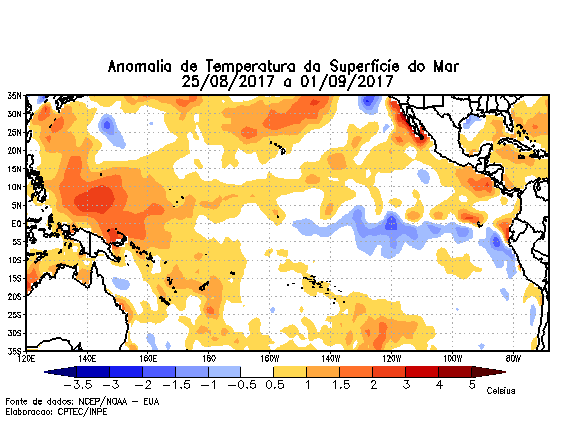 Anomalia de Temperatura da Superfície do Mar
25/08/2017 a 01/09/2017
35N
30N
25N
20N
15N
10N
5N
EQ
5S
10S
15S
20S
25S
30S
35S
120E 140E 160E 180 160W 140W 120W 100W 80W
−3.5 −3 −2 −1.5 −1 −0.5 0.5 1 1.5 2 3 4 5
Celsius
Fonte de dados: NCEP/NOAA − EUA
Elaboracao: CPTEC/INPE